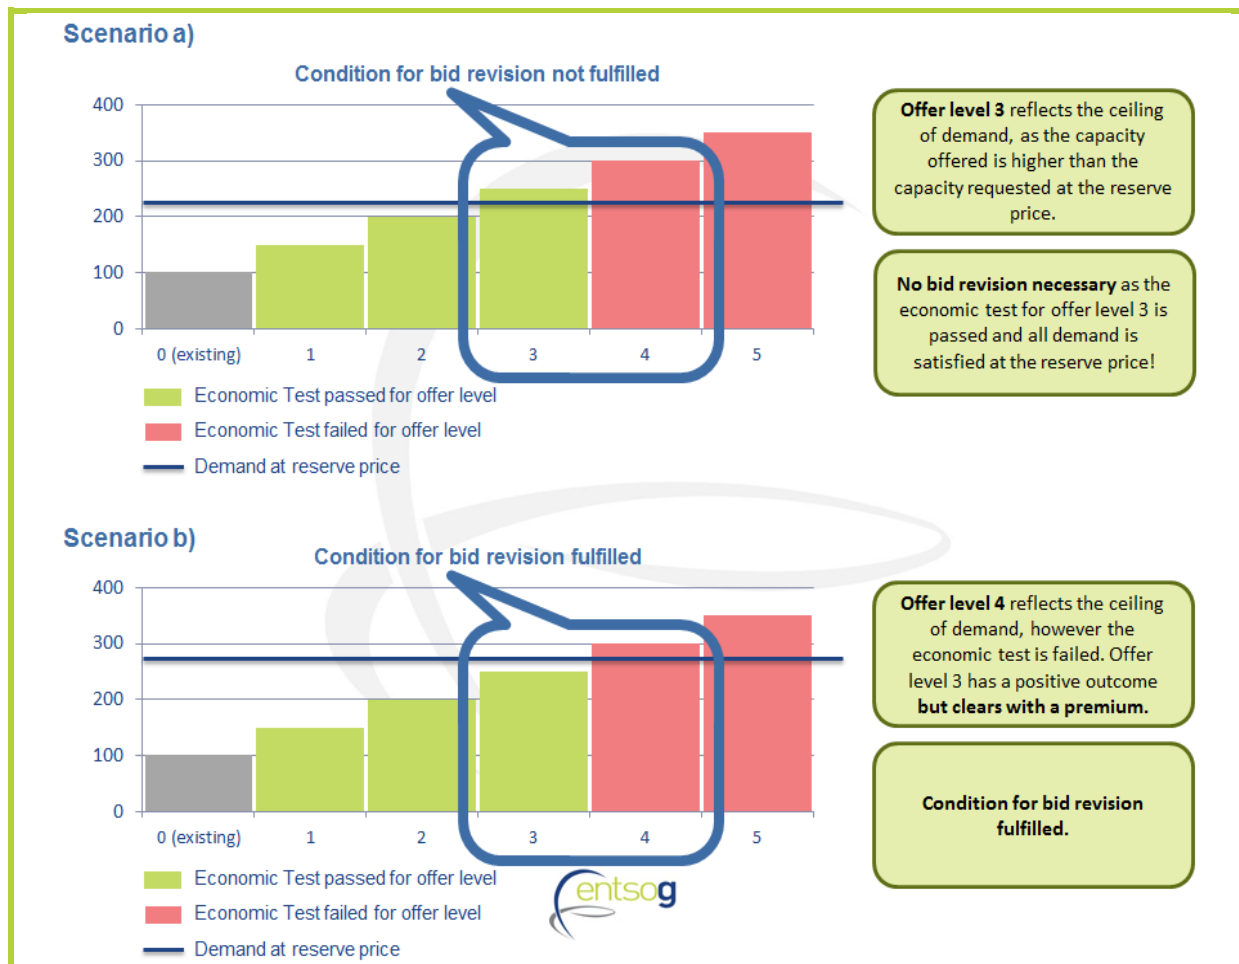 Scenario a)
Condition for bid revision not fulfilled
400
300
200
100
0
0 (existing)
1
2
3
4
5
Economic Test passed for offer level
Economic Test failed for offer level
Demand at reserve price
Offer level 3 reflects the ceiling
of demand, as the capacity
offered is higher than the
capacity requested at the reserve
price.
No bid revision necessary as the
economic test for offer level 3 is
passed and all demand is
satisfied at the reserve price!
Scenario b)
Condition for bid revision fulfilled
400
300
200
100
0
0 (existing)
1
2
3
4
5
Economic Test passed for offer level
Economic Test failed for offer level
Demand at reserve price
entsog
Offer level 4 reflects the ceiling
of demand, however the
economic test is failed. Offer
level 3 has a positive outcome
but clears with a premium.
Condition for bid revision
fulfilled.